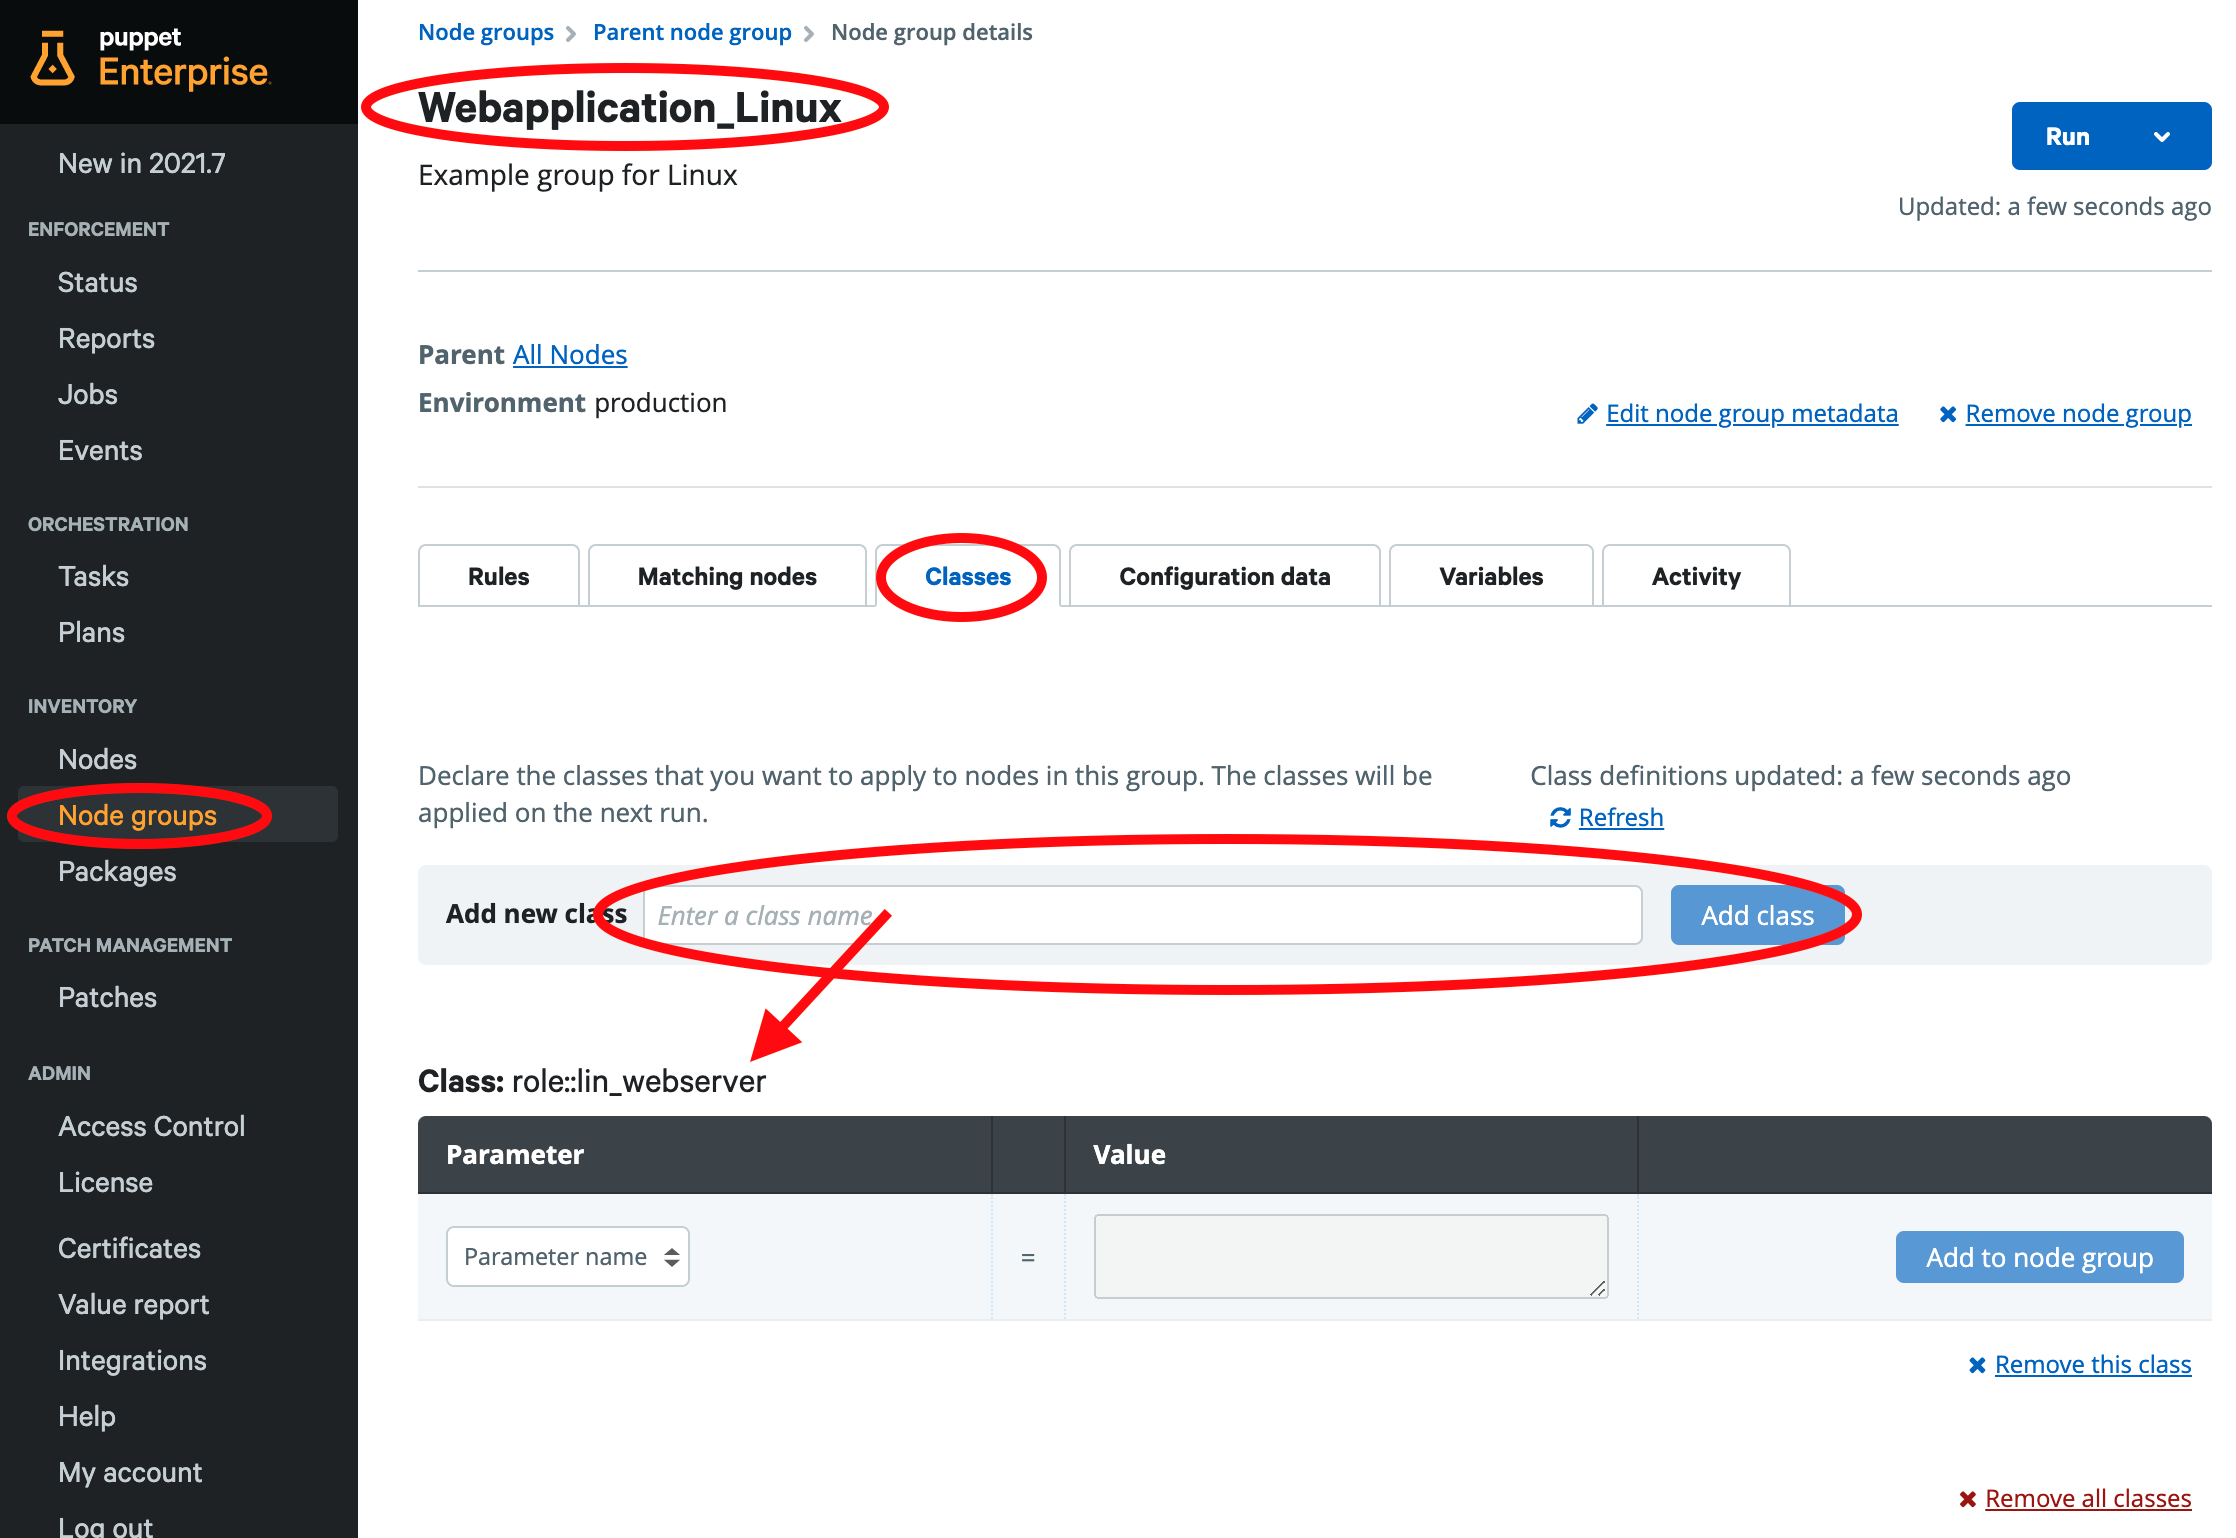 puppet
Enterprise
New in 2021.7
ENFORCEMENT
Status
Reports
Jobs
Events
ORCHESTRATION
Tasks
Plans
INVENTORY
Nodes
Node groups
Packages
PATCH MANAGEMENT
Patches
ADMIN
Access Control
License
Certificates
Value report
Integrations
Help
My account
Log out
Node groups > Parent node group > Node group details
Webapplication_Linux
Example group for Linux
Run
Updated: a few seconds ago
Parent All Nodes
Environment production
Edit node group metadata
Remove node group
Rules Matching nodes Classes Configuration data Variables Activity
Declare the classes that you want to apply to nodes in this group. The classes will be
applied on the next run.
Class definitions updated: a few seconds ago
Refresh
Add new class Enter a class name Add class
Class: role::lin_webserver
Parameter Value
Parameter name = Add to node group
Remove this class
Remove all classes